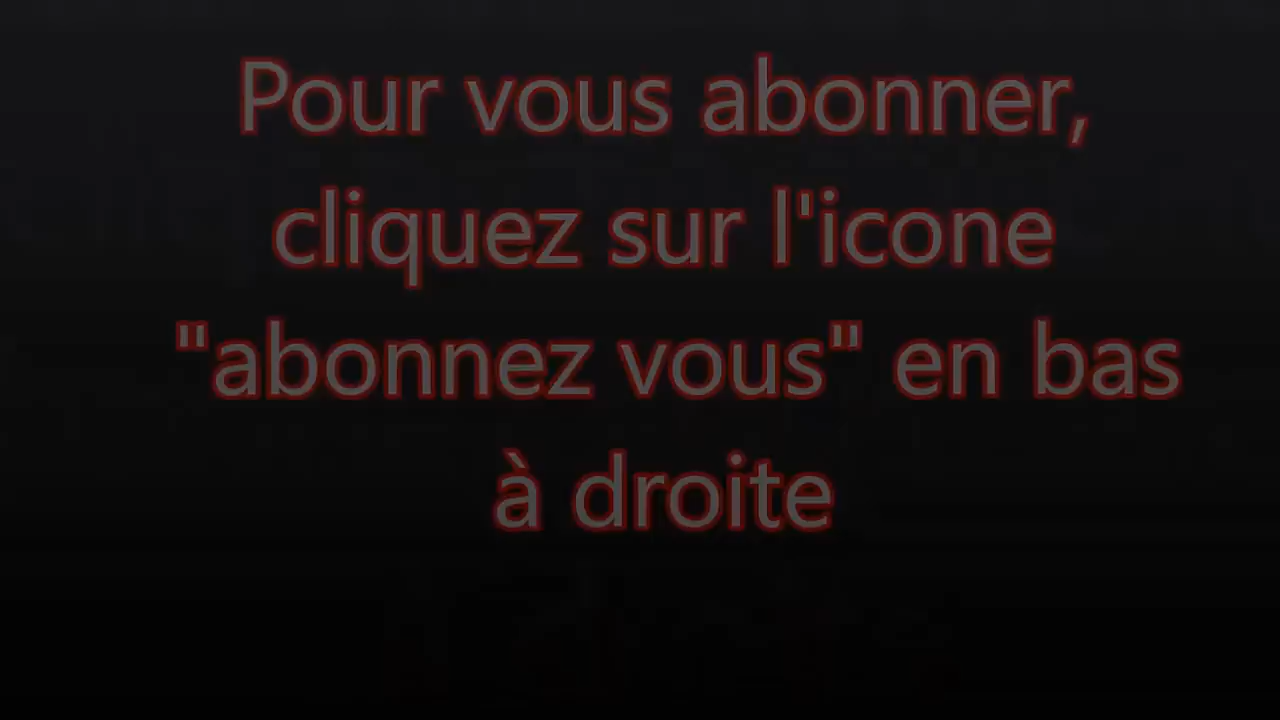 Pour vous abonner,
cliquez sur l'icone
"abonnez vous" en bas
à droite